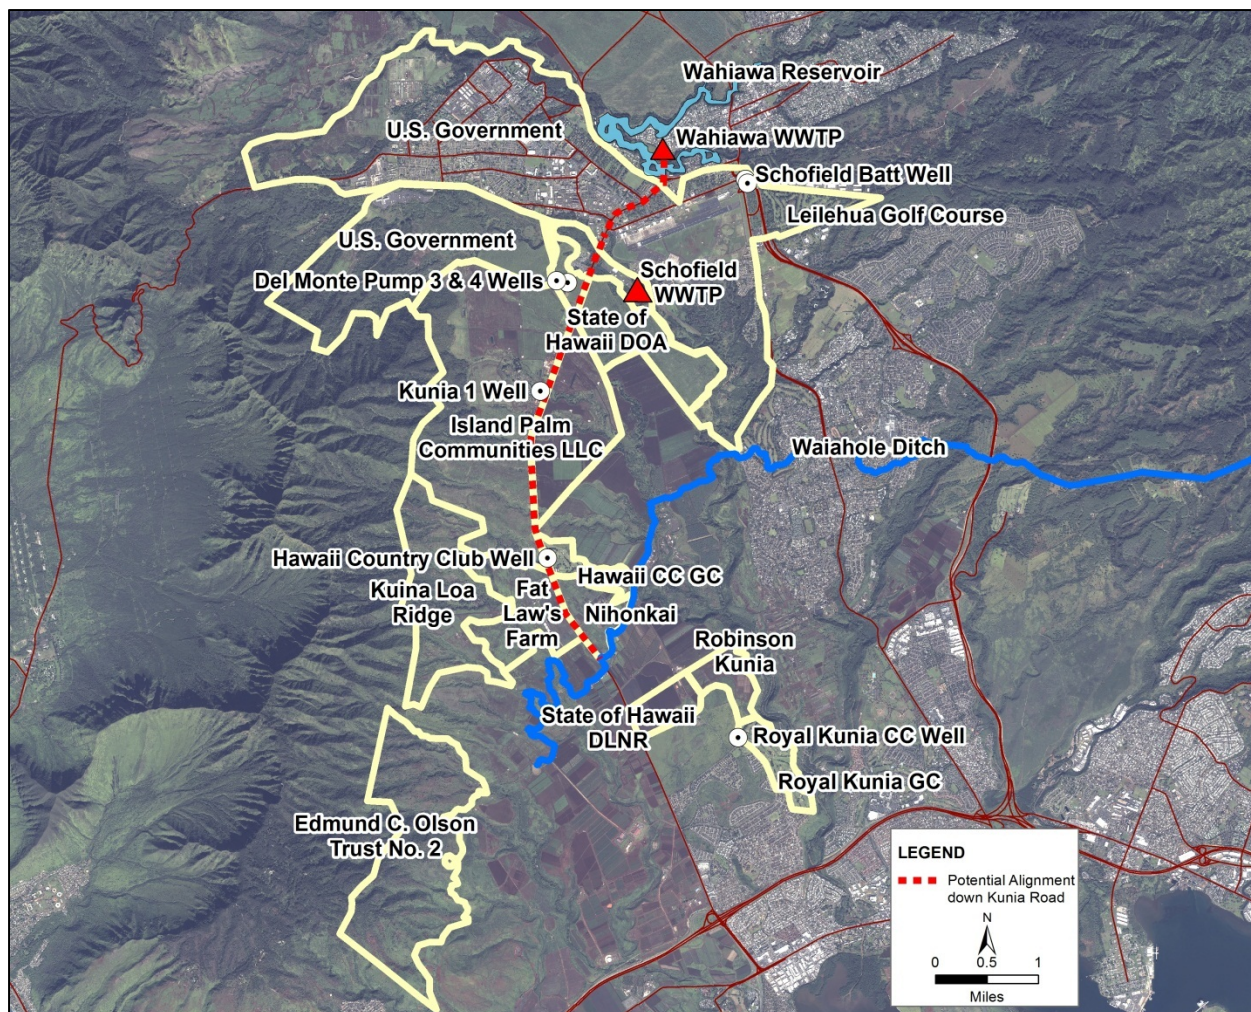 Wahiawa Reservoir
U.S. Government
Wahiawa WWTP
Schofield Batt Well
Leilehua Golf Course
U.S. Government
Del Monte Pump 3 & 4 Wells
Schofield
WWTP
State of
Hawaii DOA
Kunia 1 Well
Island Palm
Communities LLC
Waiahole Ditch
Hawaii Country Club Well
Hawaii CC GC
Kuina Loa
Ridge
Fat
Law's
Farm
Nihonkai
Robinson
Kunia
State of Hawaii
DLNR
Royal Kunia CC Well
Royal Kunia GC
Edmund C. Olson
Trust No. 2
LEGEND
Potential Alignment
down Kunia Road
N
0 0.5 1
Miles